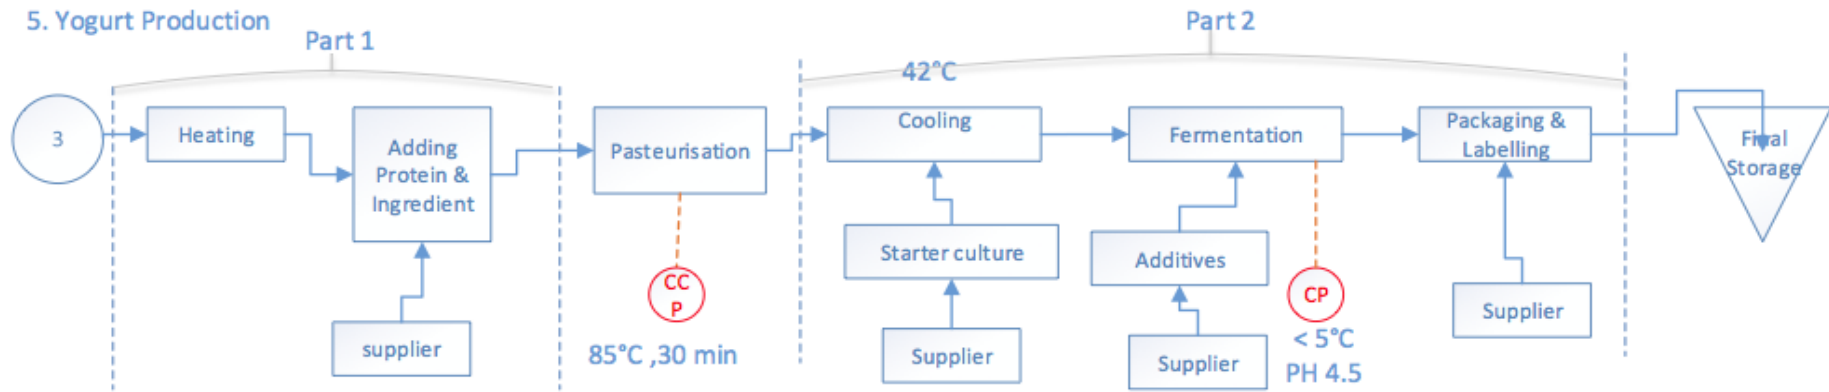 5. Yogurt Production
Part 1
Part 2
42°C
3
Heating
Adding
Protein &
Ingredient
supplier
Pasteurisation
CC
P
85°C ,30 min
Cooling
Starter culture
Supplier
Fermentation
Additives
Supplier
CP
< 5°C
PH 4.5
Packaging &
Labelling
Supplier
Final
Storage